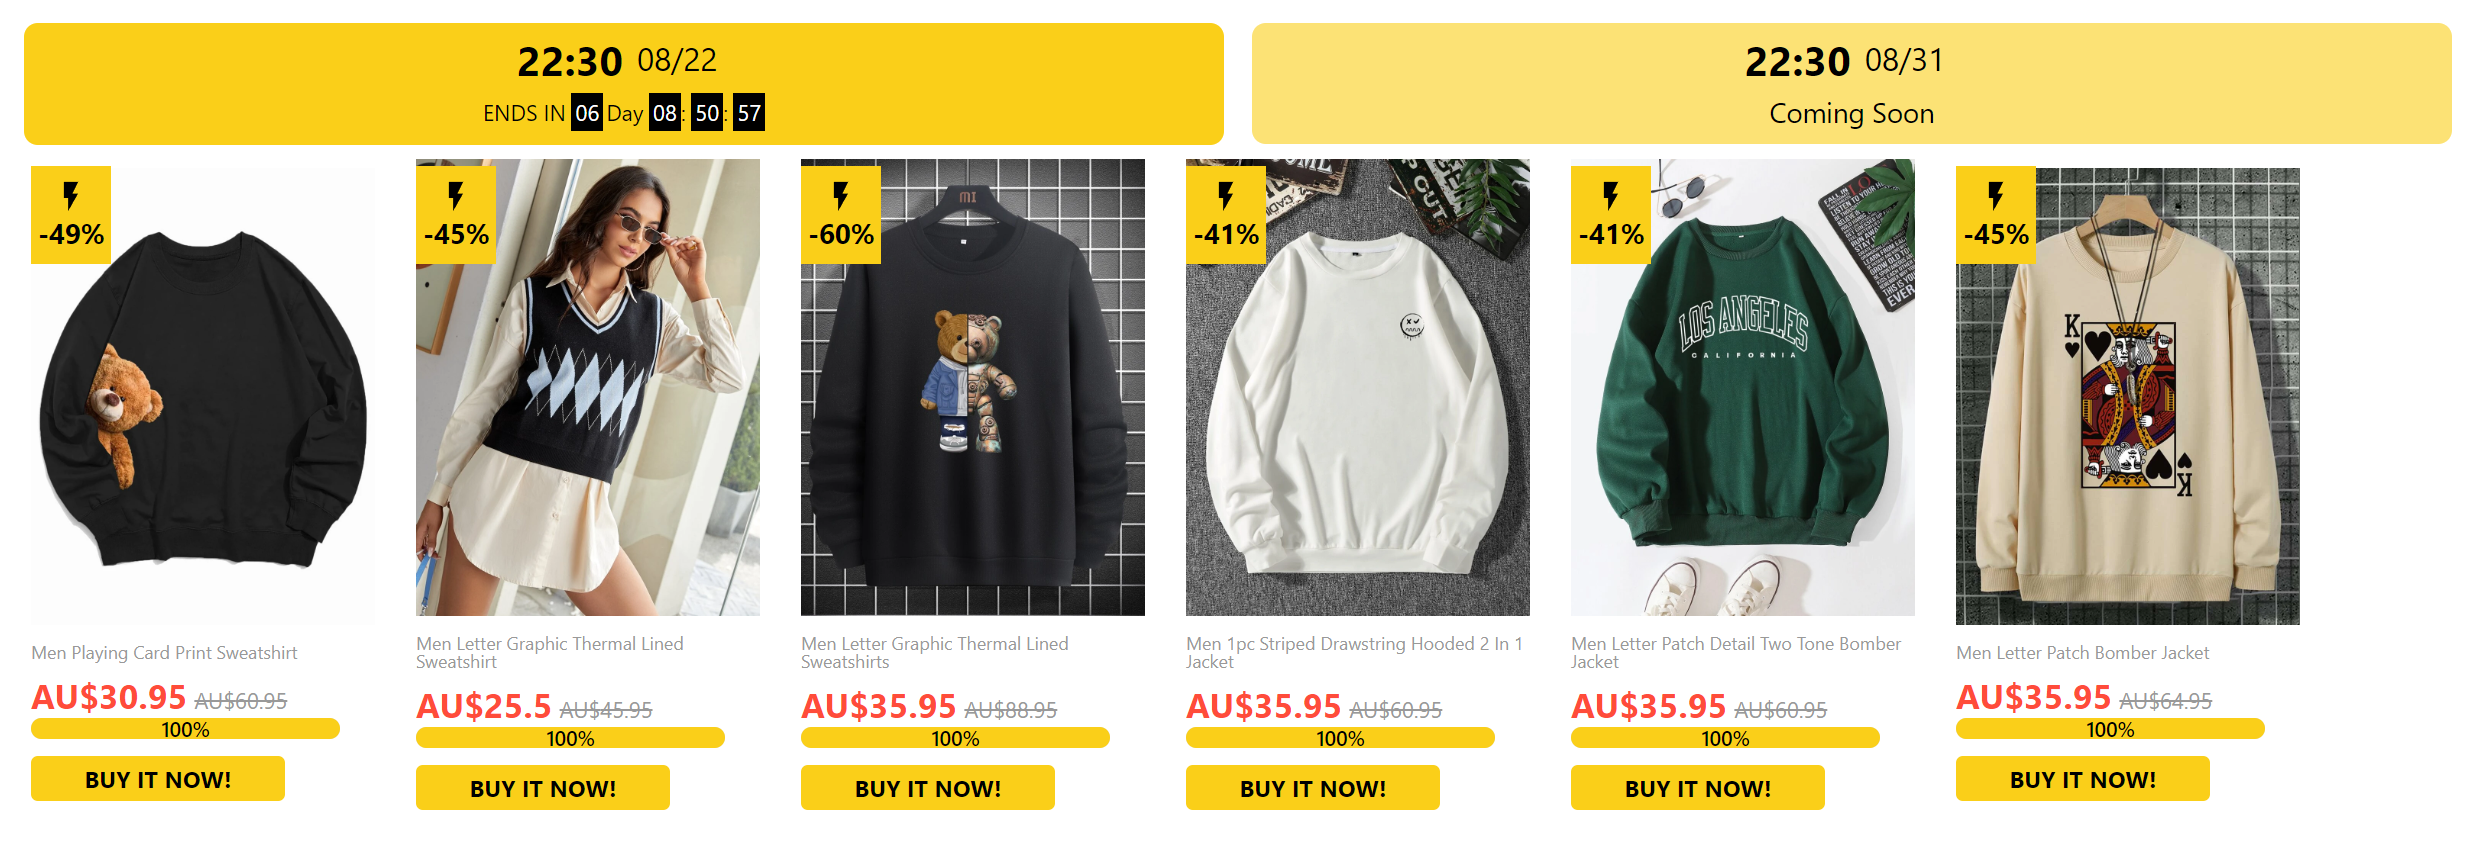 22:30 08/22
ENDS IN 06 Day 08 : 50 : 57
22:30 08/31
Coming Soon
-49%
Men Playing Card Print Sweatshirt
AU$30.95 AU$60.95
100%
BUY IT NOW!
-45%
Men Letter Graphic Thermal Lined
Sweatshirt
AU$25.5 AU$45.95
100%
BUY IT NOW!
-60%
MI
Men Letter Graphic Thermal Lined
Sweatshirts
AU$35.95 AU$88.95
100%
BUY IT NOW!
-41%
CUT
Men 1pc Striped Drawstring Hooded 2 In 1
Jacket
AU$35.95 AU$60.95
100%
BUY IT NOW!
-41%
LOS ANGELES
CALIFORNIA
FALL IN
EVER
Men Letter Patch Detail Two Tone Bomber
Jacket
AU$35.95 AU$60.95
100%
BUY IT NOW!
-45%
K
K
Men Letter Patch Bomber Jacket
AU$35.95 AU$64.95
100%
BUY IT NOW!